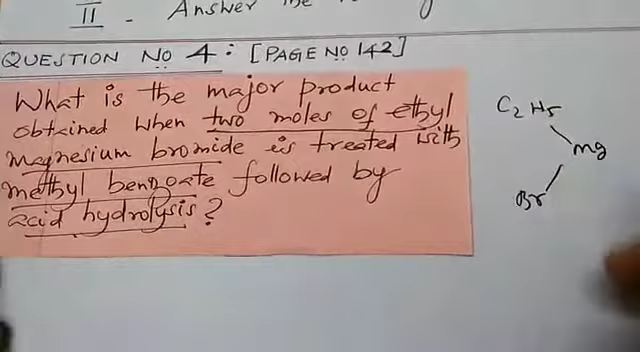 II - Answer the
QUESTION NO 4: [PAGE NO 142]
What is the major product
obtained when two moles of ethyl
magnesium bromide is treated with
methyl benzoate followed by
acid hydrolysis?
C2H5
Mg
Br